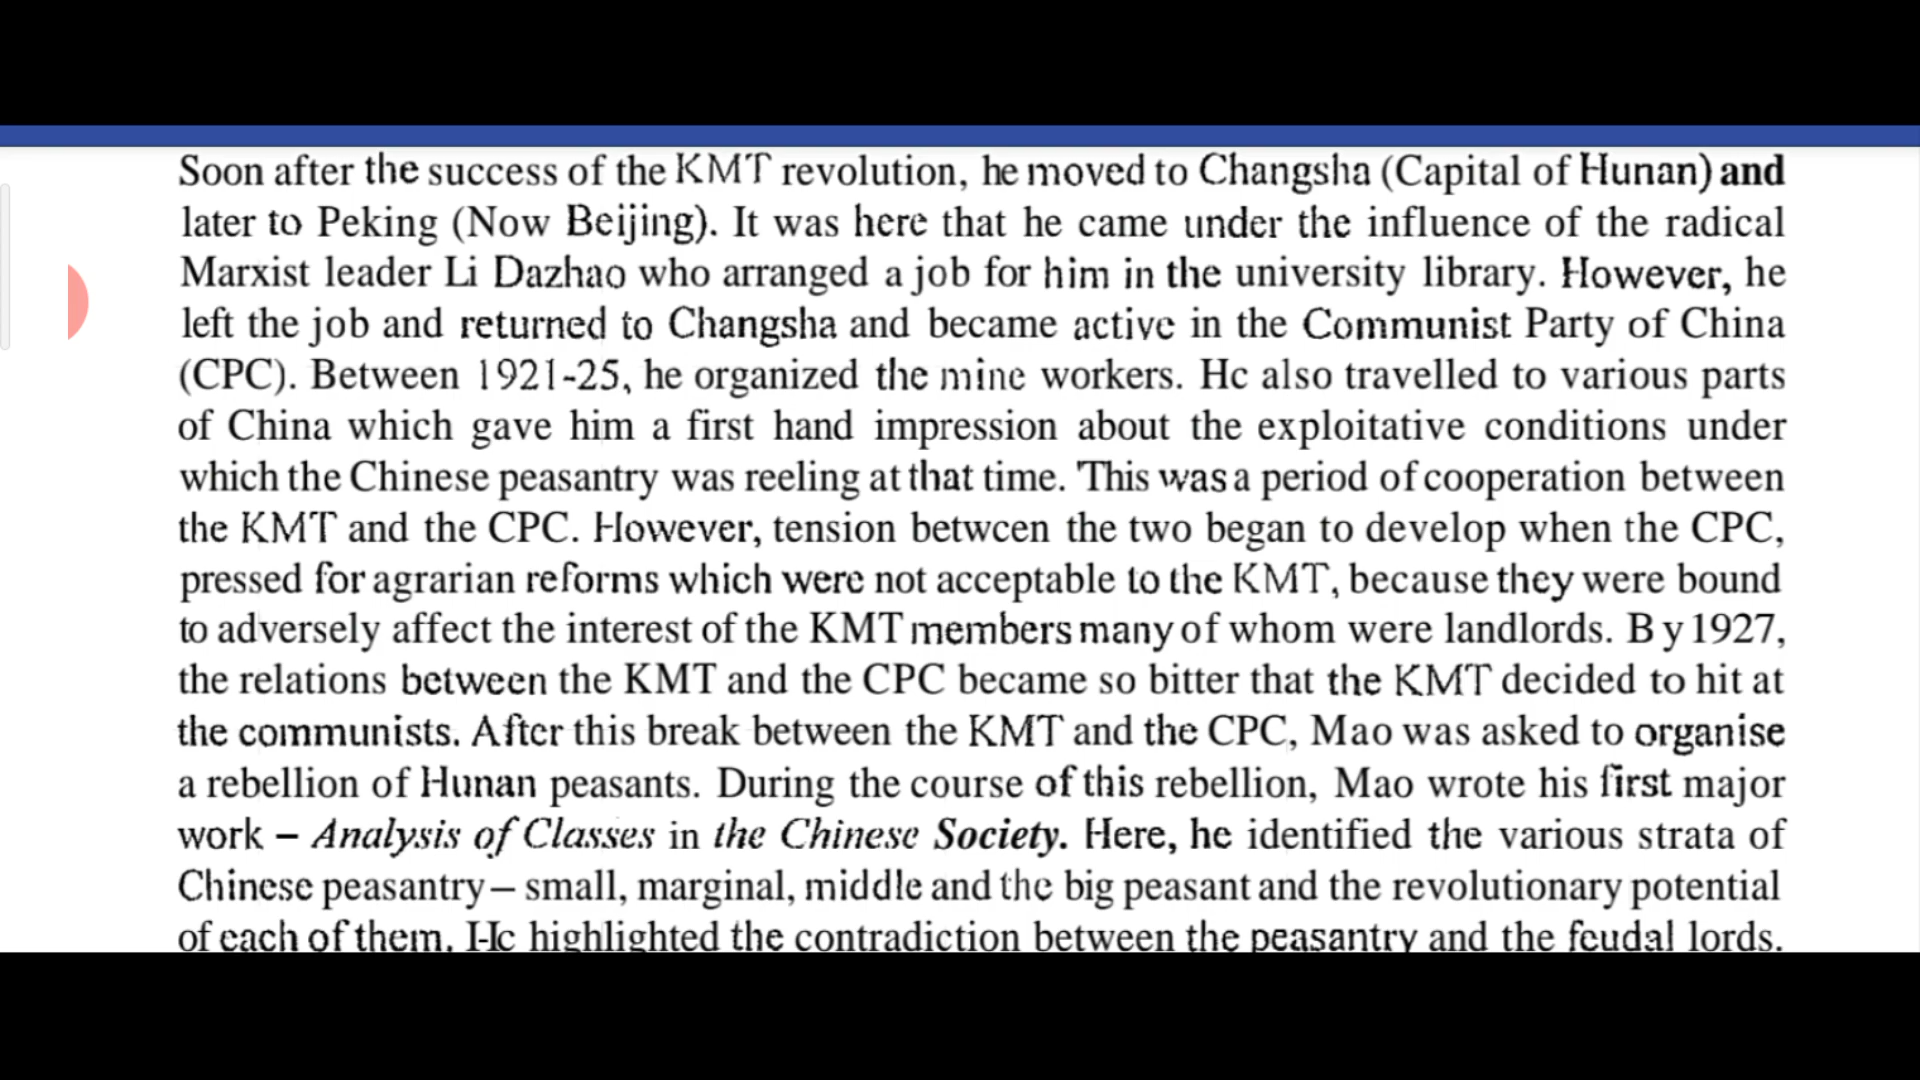 Soon after the success of the KMT revolution, he moved to Changsha (Capital of Hunan) and
later to Peking (Now Beijing). It was here that he came under the influence of the radical
Marxist leader Li Dazhao who arranged a job for him in the university library. However, he
left the job and returned to Changsha and became active in the Communist Party of China
(CPC). Between 1921-25, he organized the mine workers. He also travelled to various parts
of China which gave him a first hand impression about the exploitative conditions under
which the Chinese peasantry was reeling at that time. This was a period of cooperation between
the KMT and the CPC. However, tension between the two began to develop when the CPC,
pressed for agrarian reforms which were not acceptable to the KMT, because they were bound
to adversely affect the interest of the KMT members many of whom were landlords. By 1927,
the relations between the KMT and the CPC became so bitter that the KMT decided to hit at
the communists. After this break between the KMT and the CPC, Mao was asked to organise
a rebellion of Hunan peasants. During the course of this rebellion, Mao wrote his first major
work – Analysis of Classes in the Chinese Society. Here, he identified the various strata of
Chinese peasantry – small, marginal, middle and the big peasant and the revolutionary potential
of each of them. He highlighted the contradiction between the peasantry and the feudal lords.